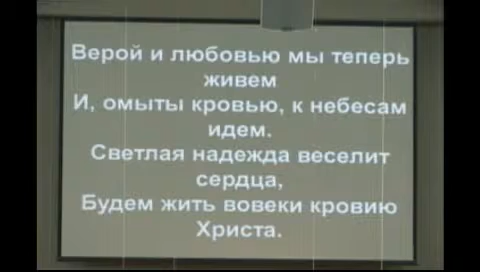 Верой и любовью мы теперь
живем
И, омыты кровью, к небесам
идем.
Светлая надежда веселит
сердца,
Будем жить вовеки кровию
Христа.